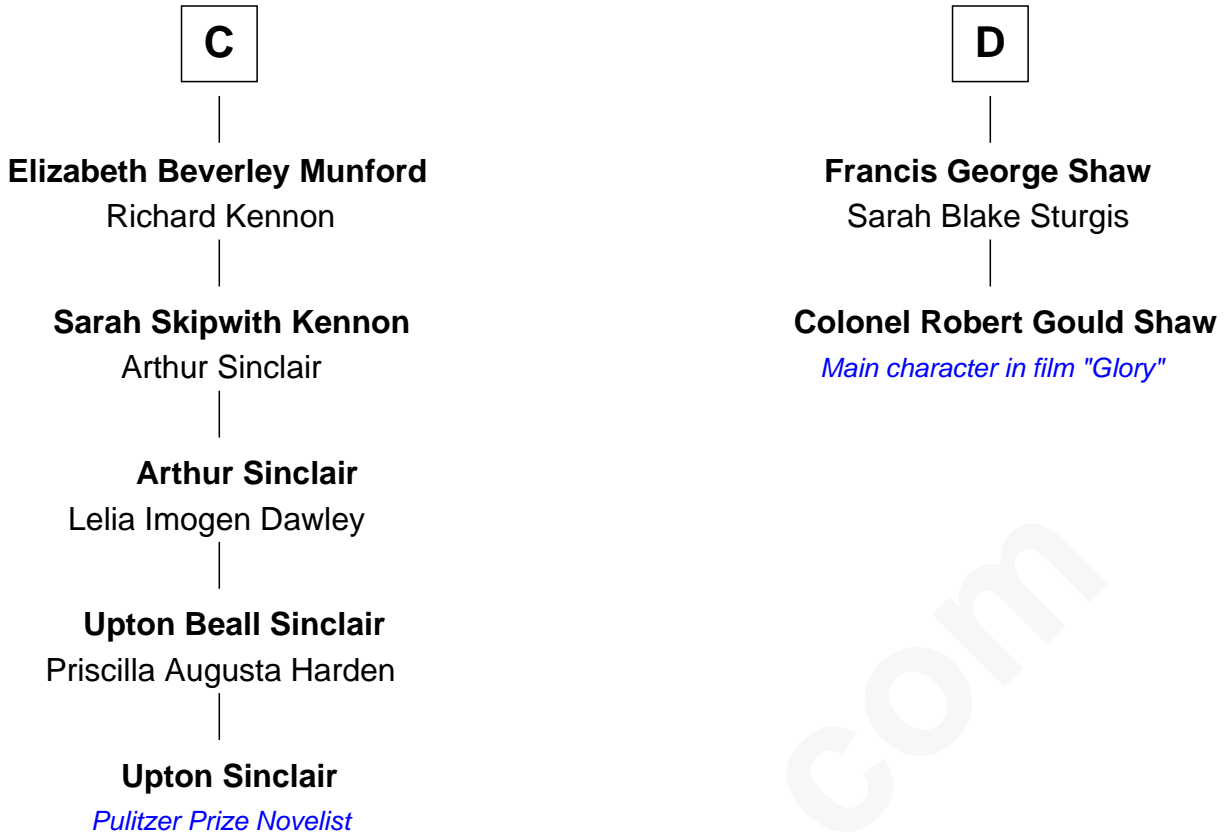 C
Elizabeth Beverley Munford
Richard Kennon
Sarah Skipwith Kennon
Arthur Sinclair
Arthur Sinclair
Lelia Imogen Dawley
Upton Beall Sinclair
Priscilla Augusta Harden
Upton Sinclair
Pulitzer Prize Novelist
D
Francis George Shaw
Sarah Blake Sturgis
Colonel Robert Gould Shaw
Main character in film "Glory"
com